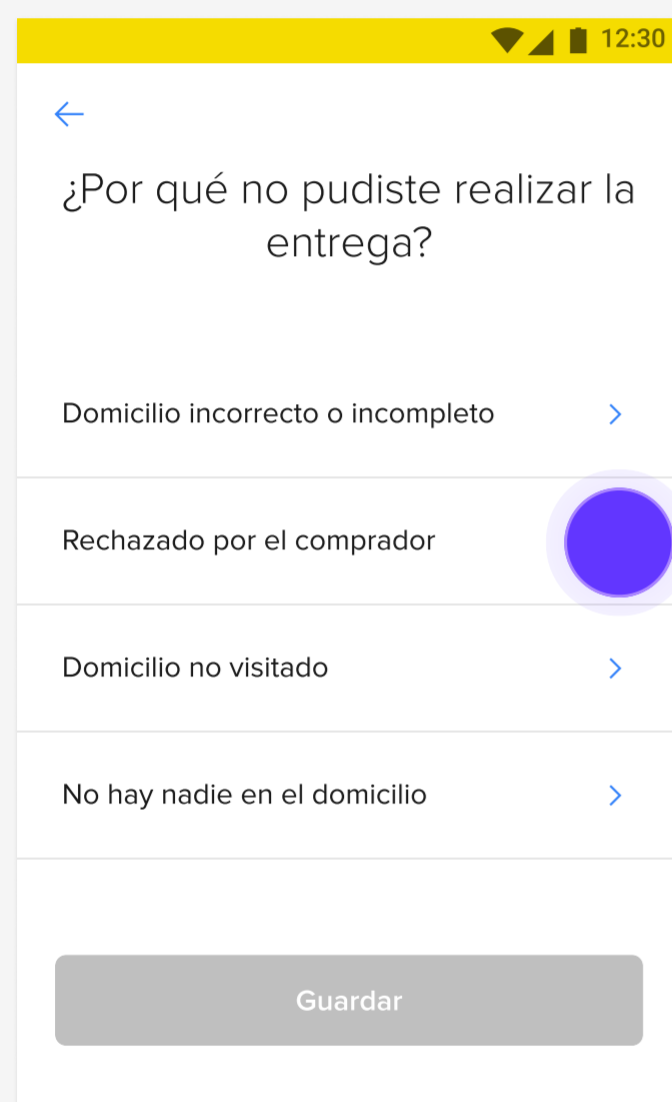 12:30
¿Por qué no pudiste realizar la
entrega?
Domicilio incorrecto o incompleto
Rechazado por el comprador
Domicilio no visitado
No hay nadie en el domicilio
Guardar